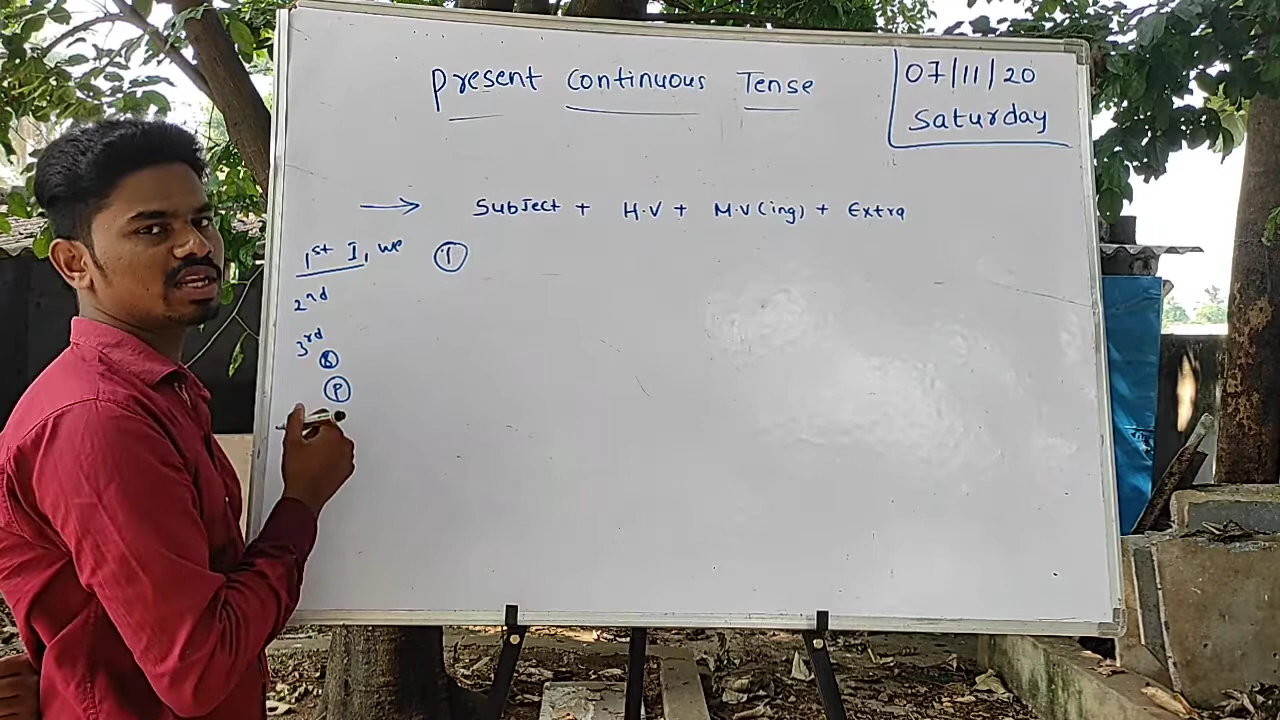 Present Continuous Tense
07/11/20
Saturday
→ Subject + H.V + M.V(ing) + Extra
1st I, we
2nd
3rd
P